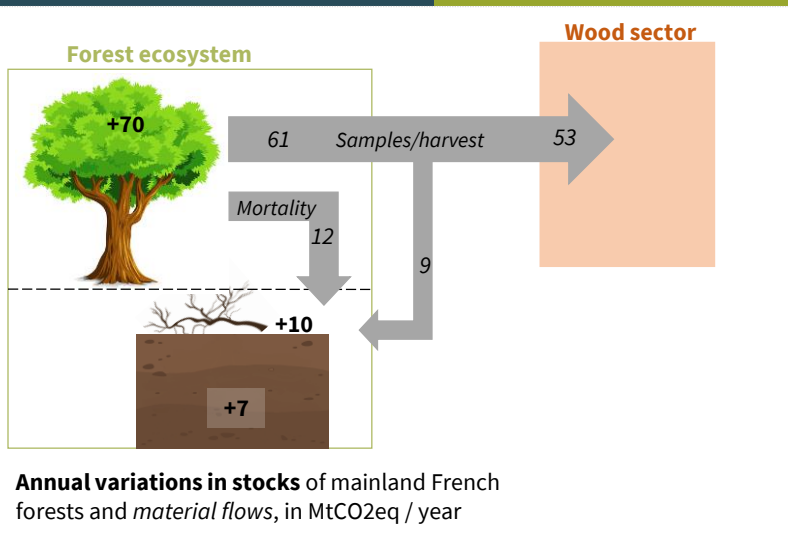 Wood sector
Forest ecosystem
+70
61 Samples/harvest 53
Mortality
12
9
+10
+7
Annual variations in stocks of mainland French
forests and material flows, in MtCO2eq / year